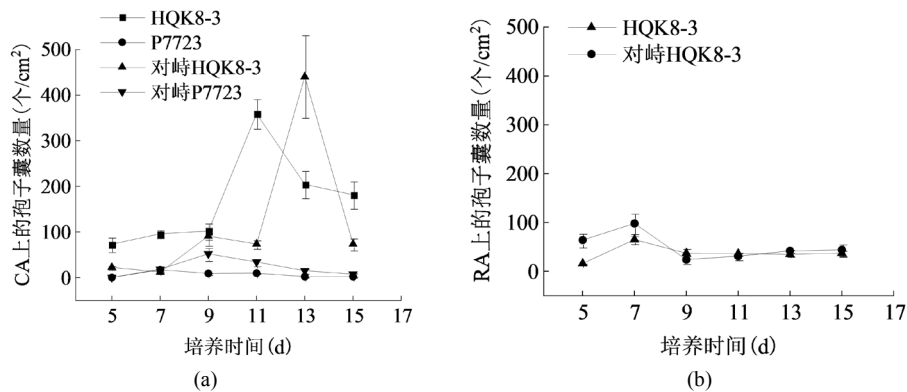 HQK8-3
P7723
对峙HQK8-3
对峙P7723
CA上的孢子囊数量(个/cm²)
500
400
300
200
100
0
5 7 9 11 13 15 17
培养时间(d)
(a)
HQK8-3
对峙HQK8-3
RA上的孢子囊数量(个/cm²)
500
400
300
200
100
0
5 7 9 11 13 15 17
培养时间(d)
(b)